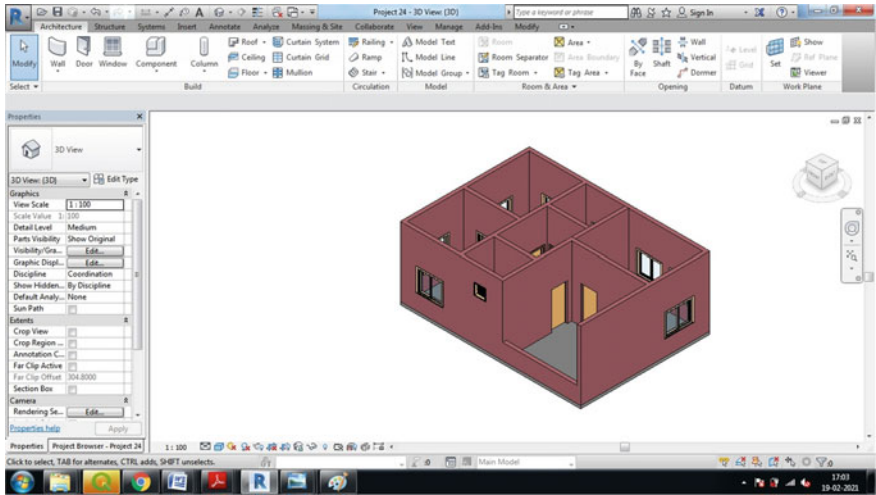 Project 24 - 3D View: {3D}
Type a keyword or phrase
Sign In
Architecture Structure Systems Insert Annotate Analyze Massing & Site Collaborate View Manage Add-Ins Modify
Modify Wall Door Window Component Column
Roof Curtain System
Ceiling Curtain Grid
Floor Mullion
Railing
Ramp
Stair
Model Text
Model Line
Model Group
Room
Room Separator
Tag Room
Area
Area Boundary
Tag Area
By Face
Shaft
Wall
Vertical
Dormer
Level
Grid
Set
Show
Ref Plane
Viewer
Select Build Circulation Model Room & Area Opening Datum Work Plane
Properties
3D View
3D View: {3D} Edit Type
Graphics
View Scale 1 : 100
Scale Value 1: 100
Detail Level Medium
Parts Visibility Show Original
Visibility/Gra... Edit...
Graphic Displ... Edit...
Discipline Coordination
Show Hidden... By Discipline
Default Analy... None
Sun Path
Extents
Crop View
Crop Region ...
Annotation C...
Far Clip Active
Far Clip Offset 304.8000
Section Box
Camera
Rendering Se... Edit...
Properties help Apply
Properties Project Browser - Project 24
1 : 100
Click to select, TAB for alternates, CTRL adds, SHIFT unselects.
:0
Main Model
:0
17:03
19-02-2021